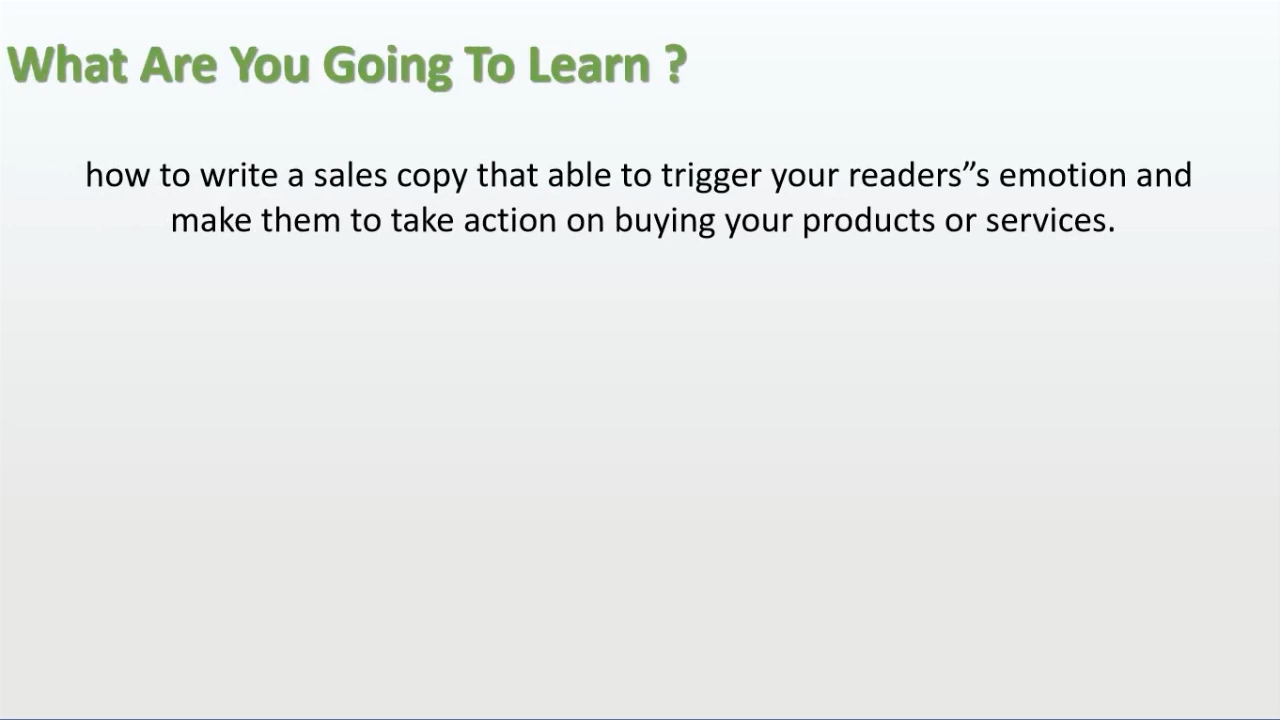 What Are You Going To Learn ?
how to write a sales copy that able to trigger your readers”s emotion and
make them to take action on buying your products or services.